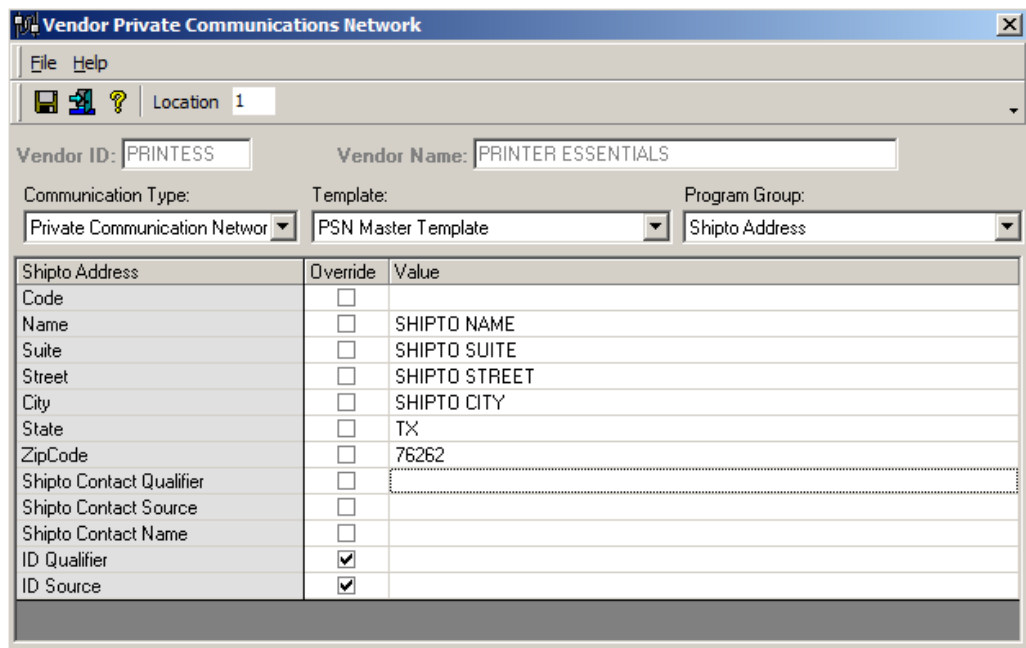 Vendor Private Communications Network
File Help
Location 1
Vendor ID: PRINTESS Vendor Name: PRINTER ESSENTIALS
Communication Type: Template: Program Group:
Private Communication Networ PSN Master Template Shipto Address
Shipto Address Override Value
Code
Name SHIPTO NAME
Suite SHIPTO SUITE
Street SHIPTO STREET
City SHIPTO CITY
State TX
ZipCode 76262
Shipto Contact Qualifier
Shipto Contact Source
Shipto Contact Name
ID Qualifier
ID Source